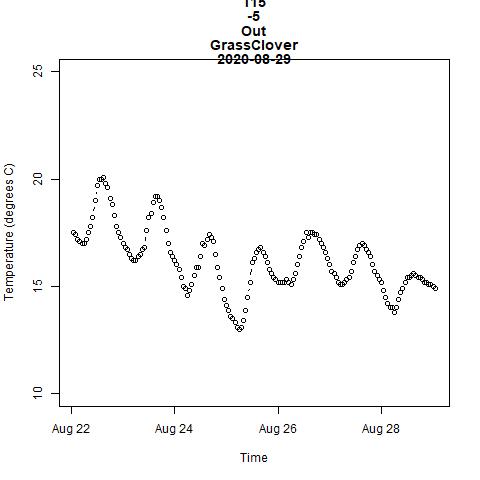 T15
-5
Out
GrassClover
2020-08-29
Temperature (degrees C)
25
20
15
10
Aug 22
Aug 24
Aug 26
Aug 28
Time